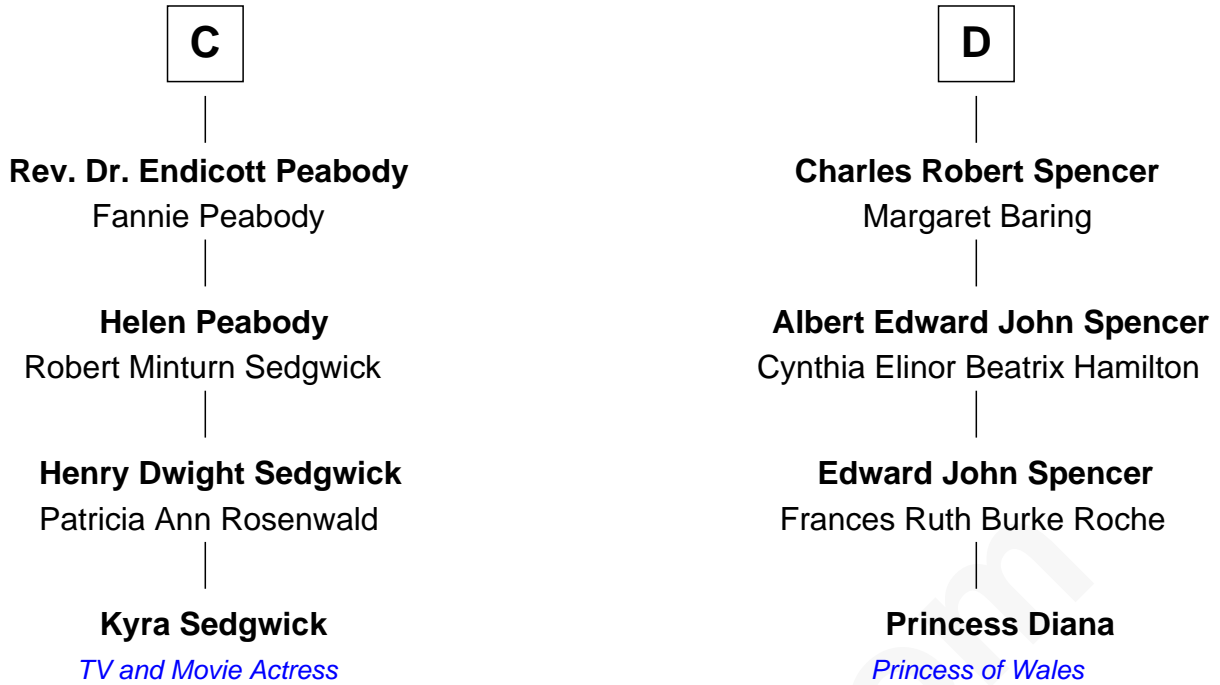 C
Rev. Dr. Endicott Peabody
Fannie Peabody
Helen Peabody
Robert Minturn Sedgwick
Henry Dwight Sedgwick
Patricia Ann Rosenwald
Kyra Sedgwick
TV and Movie Actress
D
Charles Robert Spencer
Margaret Baring
Albert Edward John Spencer
Cynthia Elinor Beatrix Hamilton
Edward John Spencer
Frances Ruth Burke Roche
Princess Diana
Princess of Wales